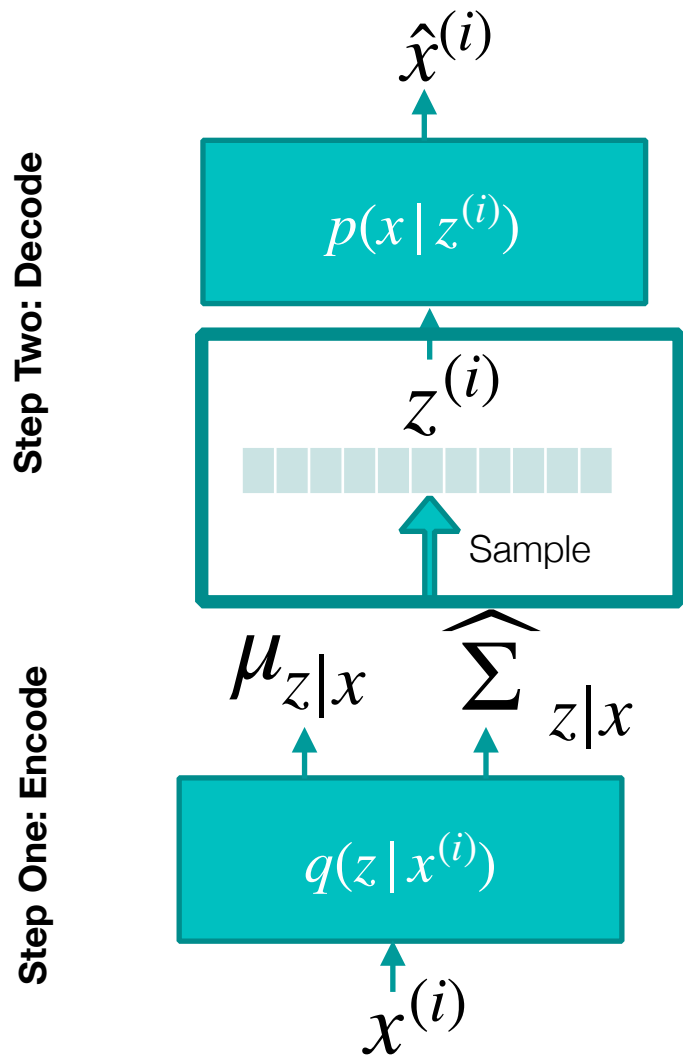 x̂^(i)
Step Two: Decode
p(x | z^(i))
z^(i)
Sample
μ_z|x
Σ̂_z|x
Step One: Encode
q(z | x^(i))
x^(i)